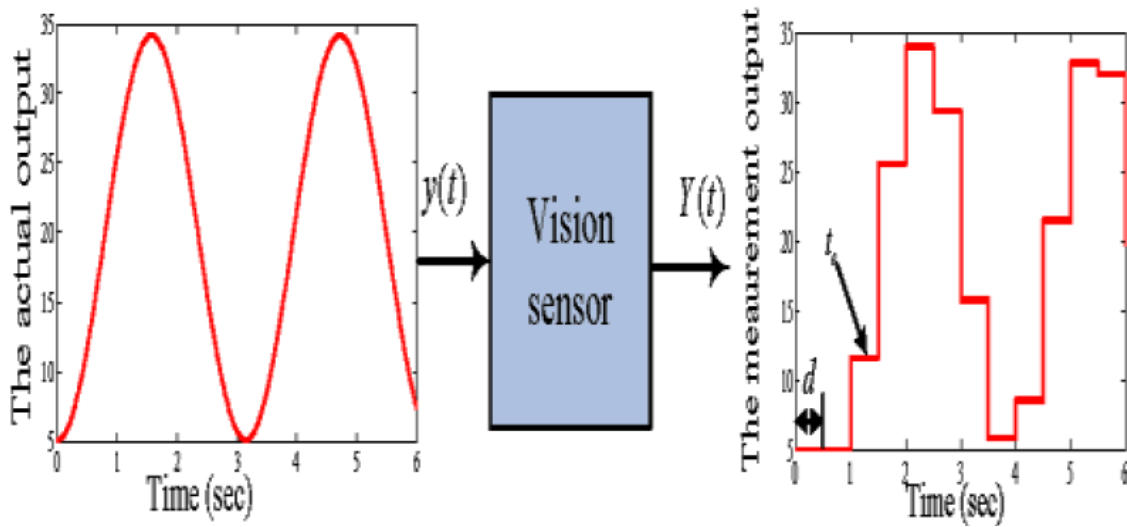 The actual output
35
30
25
20
15
10
5
0 1 2 3 4 5 6
Time (sec)
y(t)
Vision
sensor
Y(t)
The meaurement output
35
30
25
20
15
10
5
d
0 1 2 3 4 5 6
Time (sec)